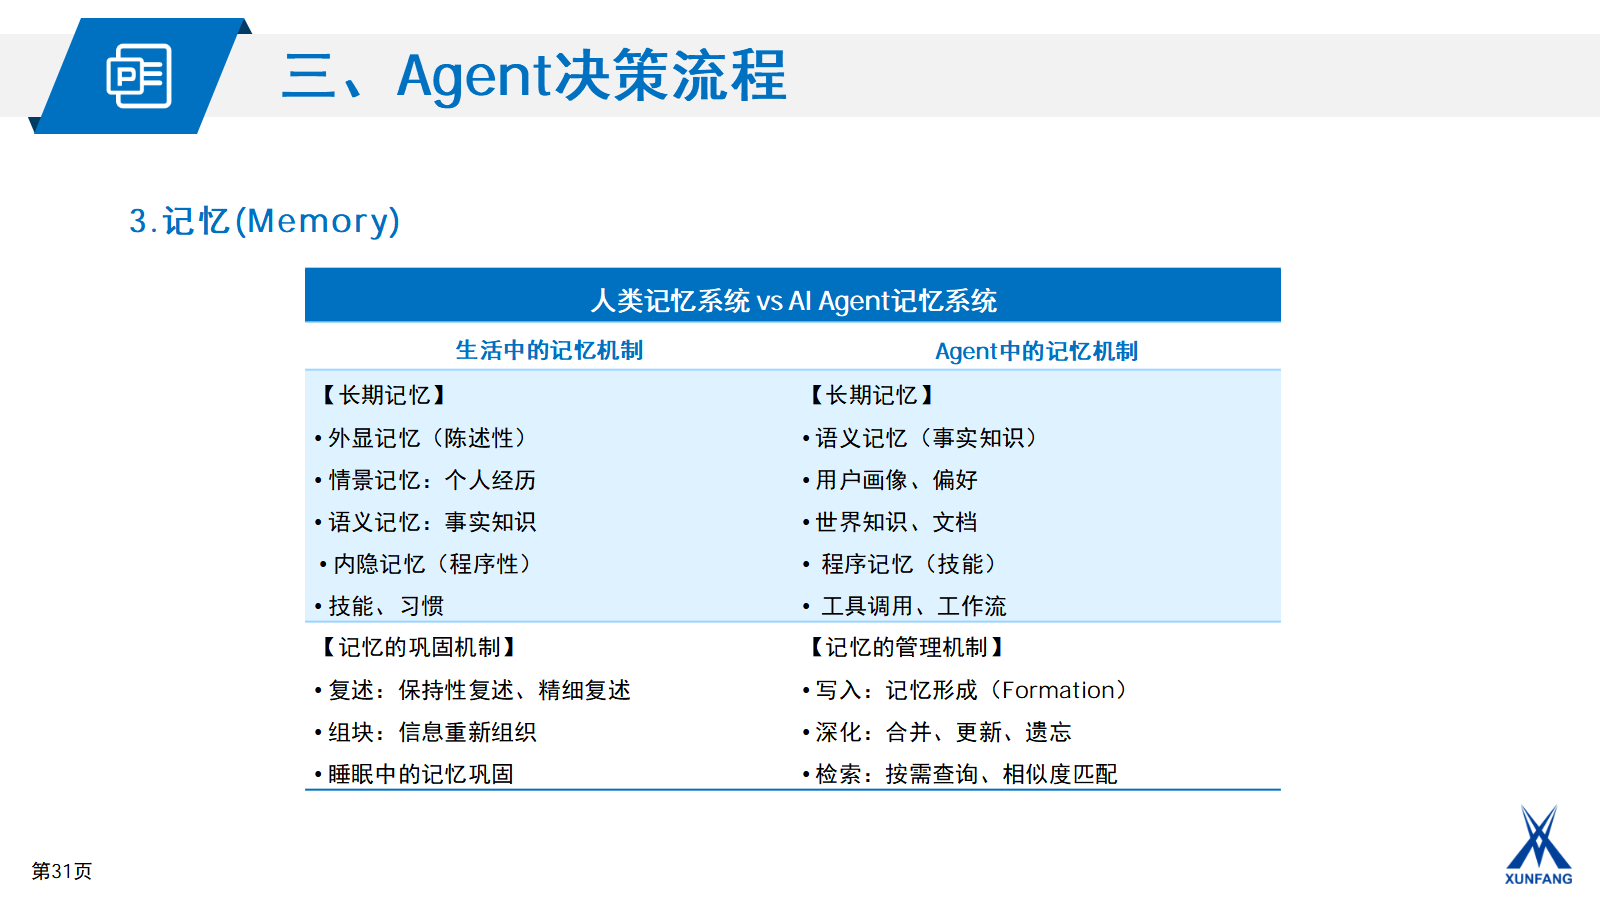 三、Agent决策流程
3.记忆(Memory)
人类记忆系统 vs AI Agent记忆系统
生活中的记忆机制
Agent中的记忆机制
【长期记忆】
•外显记忆（陈述性）
•情景记忆：个人经历
•语义记忆：事实知识
•内隐记忆（程序性）
•技能、习惯
【长期记忆】
•语义记忆（事实知识）
•用户画像、偏好
•世界知识、文档
• 程序记忆（技能）
• 工具调用、工作流
【记忆的巩固机制】
•复述：保持性复述、精细复述
•组块：信息重新组织
•睡眠中的记忆巩固
【记忆的管理机制】
•写入：记忆形成（Formation）
•深化：合并、更新、遗忘
•检索：按需查询、相似度匹配
第31页
XUNFANG